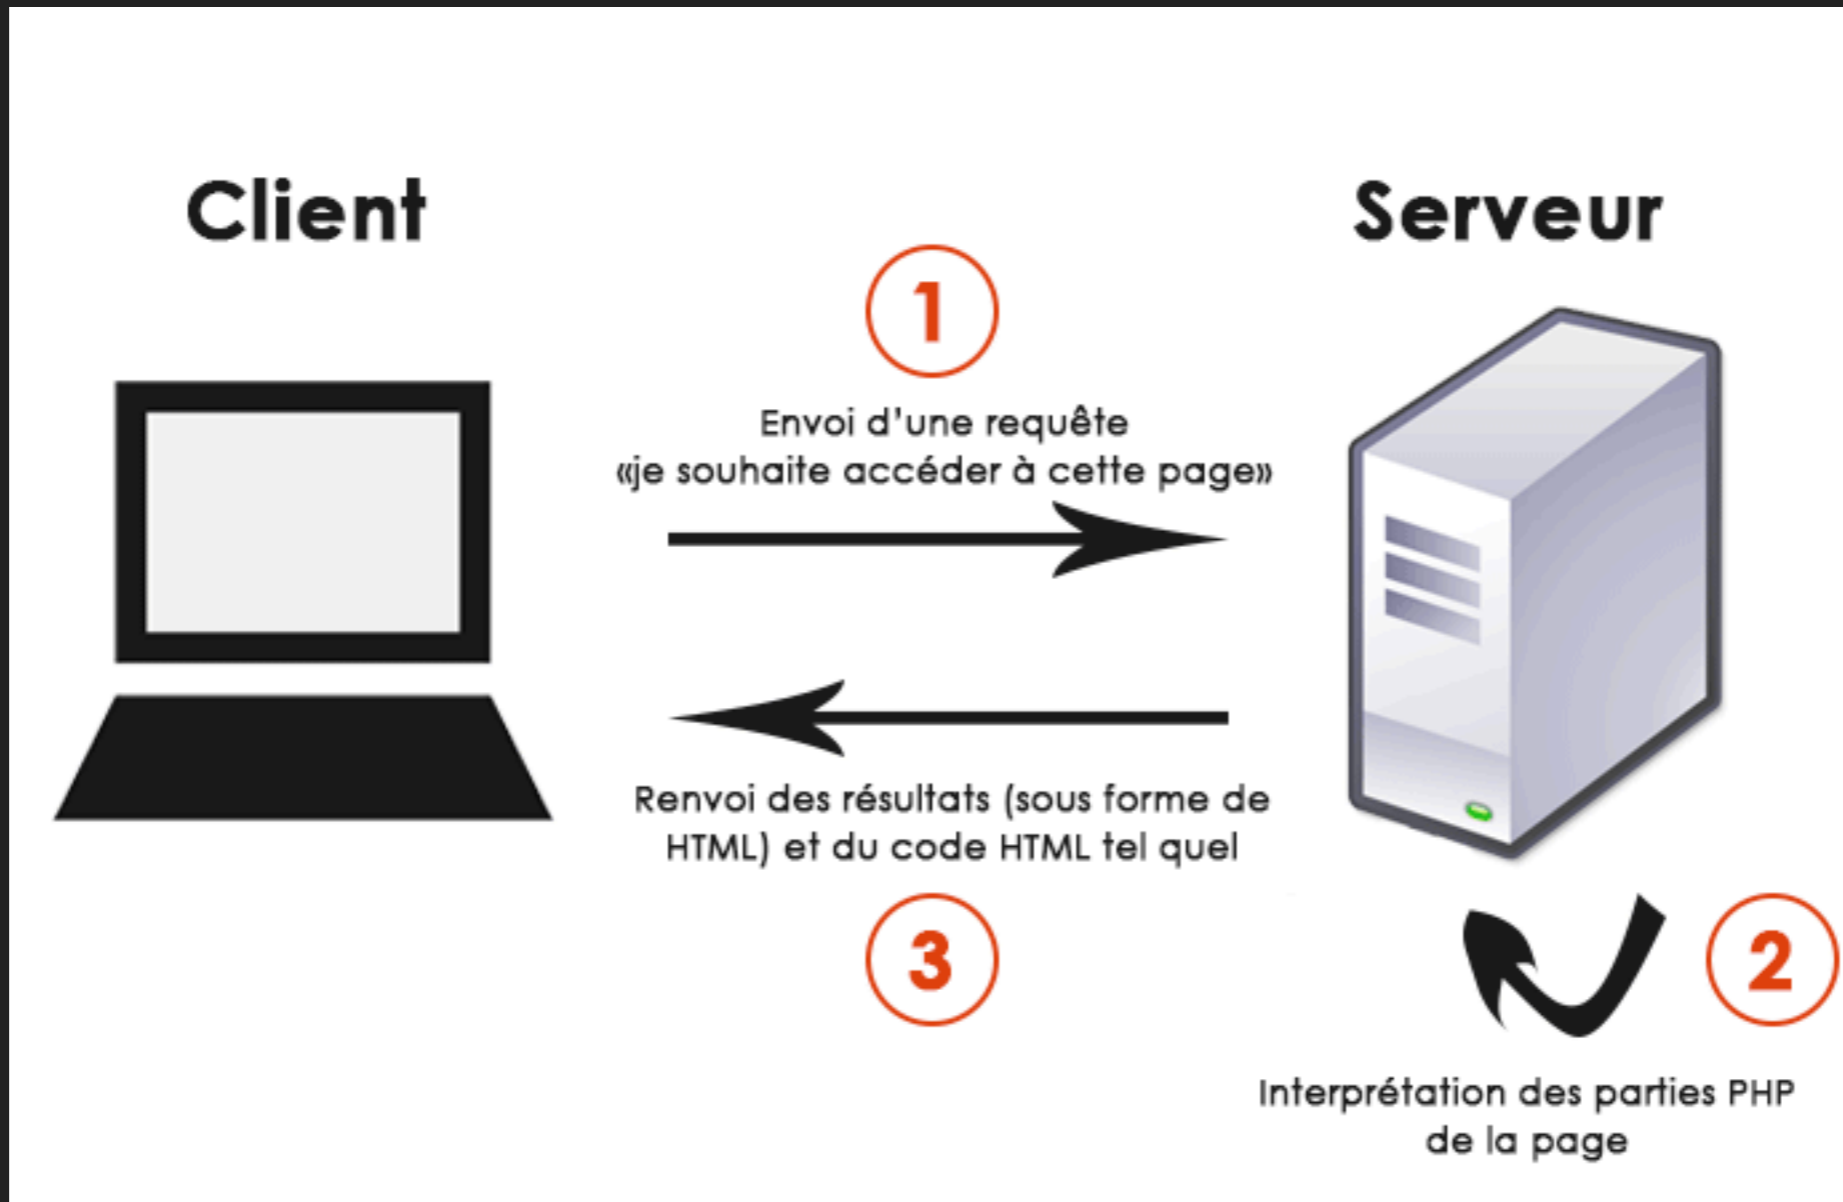 Client
Serveur
1
Envoi d'une requête
«je souhaite accéder à cette page»
Renvoi des résultats (sous forme de
HTML) et du code HTML tel quel
3
2
Interprétation des parties PHP
de la page